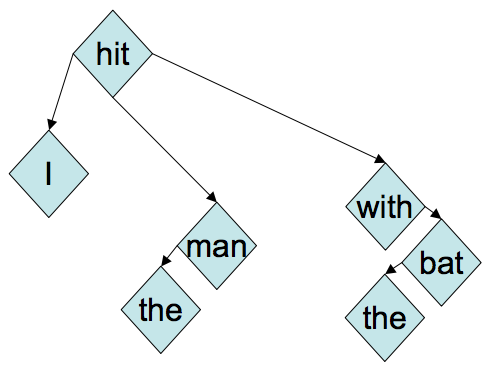 hit
I
with
man
bat
the
the